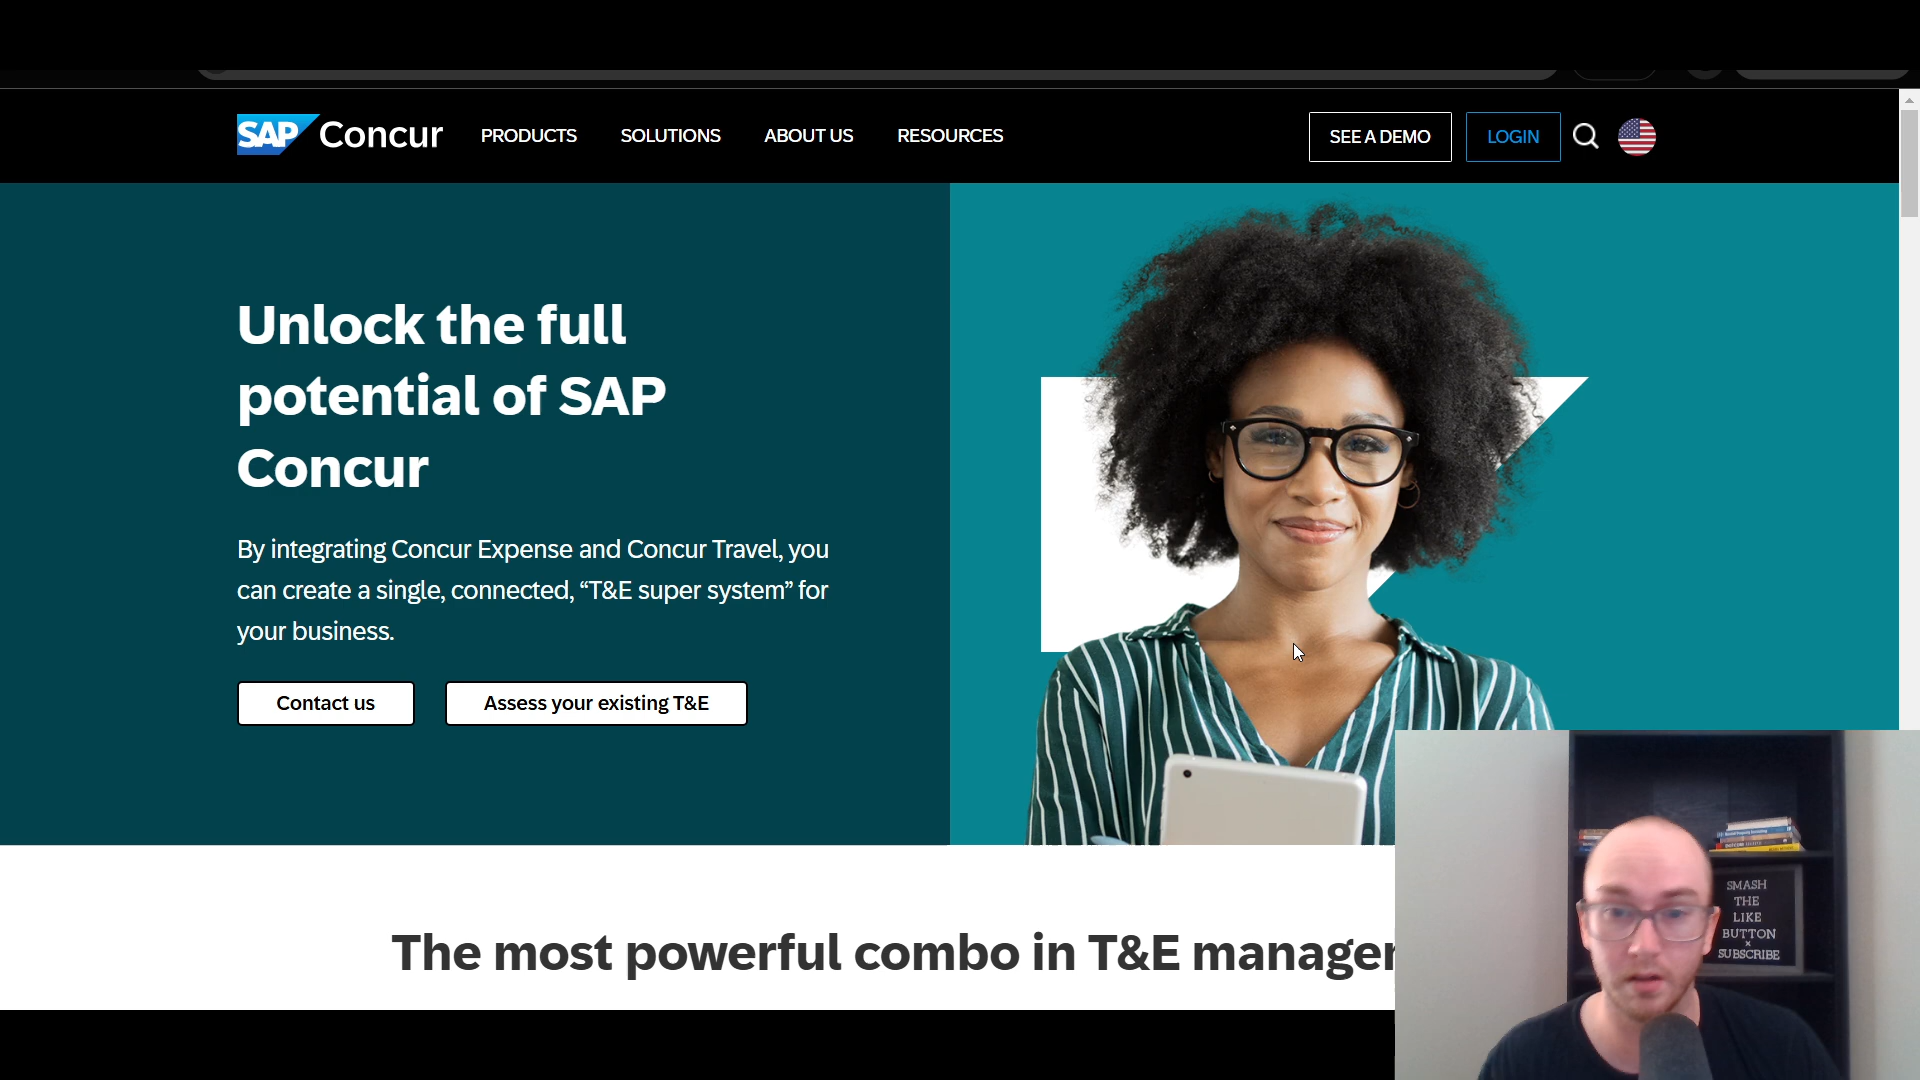 SAP Concur
PRODUCTS
SOLUTIONS
ABOUT US
RESOURCES
SEE A DEMO
LOGIN
Unlock the full
potential of SAP
Concur
By integrating Concur Expense and Concur Travel, you
can create a single, connected, “T&E super system” for
your business.
Contact us
Assess your existing T&E
The most powerful combo in T&E manager
SMASH
THE
LIKE
BUTTON
×
SUBSCRIBE